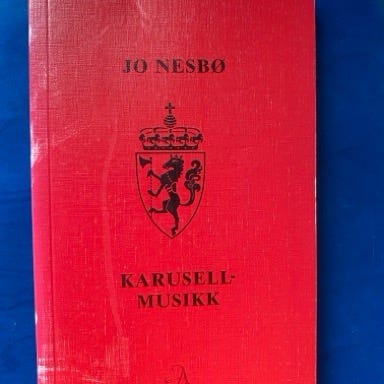 JO NESBØ
KARUSELL-
MUSIKK
A